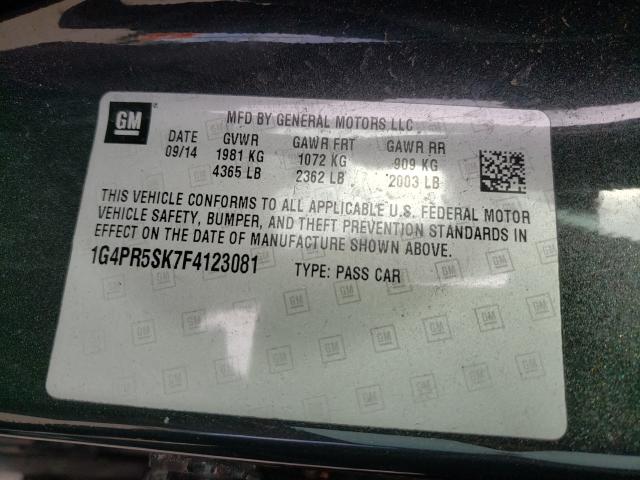 GM
MFD BY GENERAL MOTORS LLC
DATE GVWR GAWR FRT GAWR RR
09/14 1981 KG 1072 KG 909 KG
4365 LB 2362 LB 2003 LB
THIS VEHICLE CONFORMS TO ALL APPLICABLE U.S. FEDERAL MOTOR
VEHICLE SAFETY, BUMPER, AND THEFT PREVENTION STANDARDS IN
EFFECT ON THE DATE OF MANUFACTURE SHOWN ABOVE.
1G4PR5SK7F4123081 TYPE: PASS CAR